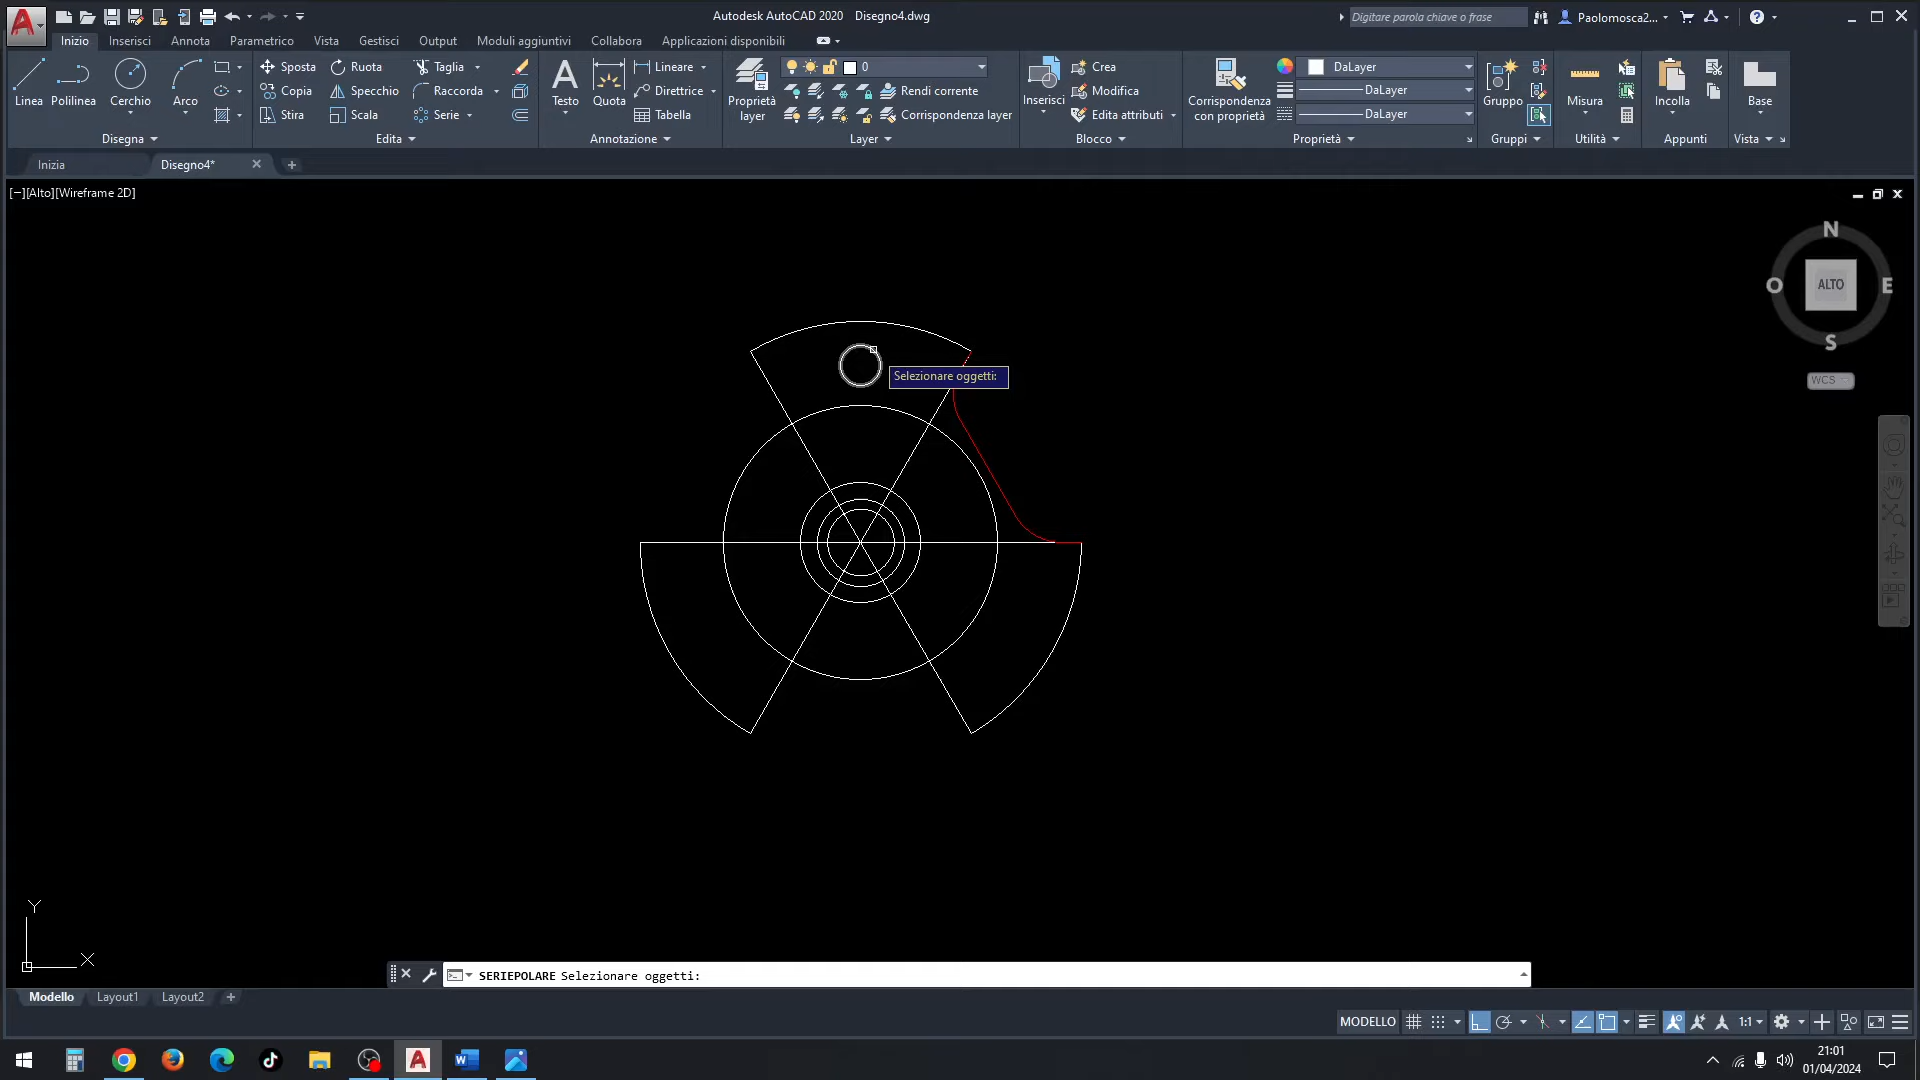 Autodesk AutoCAD 2020 Disegno4.dwg
Digitare parola chiave o frase
Paolomosca2...
Inizio Inserisci Annota Parametrico Vista Gestisci Output Moduli aggiuntivi Collabora Applicazioni disponibili
Linea Polilinea Cerchio Arco
Disegna
Sposta Ruota Taglia
Copia Specchio Raccorda
Stira Scala Serie
Edita
Testo Quota
Lineare
Direttrice
Tabella
Annotazione
Proprietà
layer
0
Rendi corrente
Corrispondenza layer
Layer
Inserisci
Crea
Modifica
Edita attributi
Blocco
Corrispondenza
con proprietà
DaLayer
DaLayer
DaLayer
Proprietà
Gruppo
Gruppi
Misura
Utilità
Incolla
Appunti
Base
Vista
Inizia Disegno4*
[−][Alto][Wireframe 2D]
N
O ALTO E
S
WCS
Selezionare oggetti:
Y
X
SERIEPOLARE Selezionare oggetti:
Modello Layout1 Layout2
MODELLO
1:1
21:01
01/04/2024